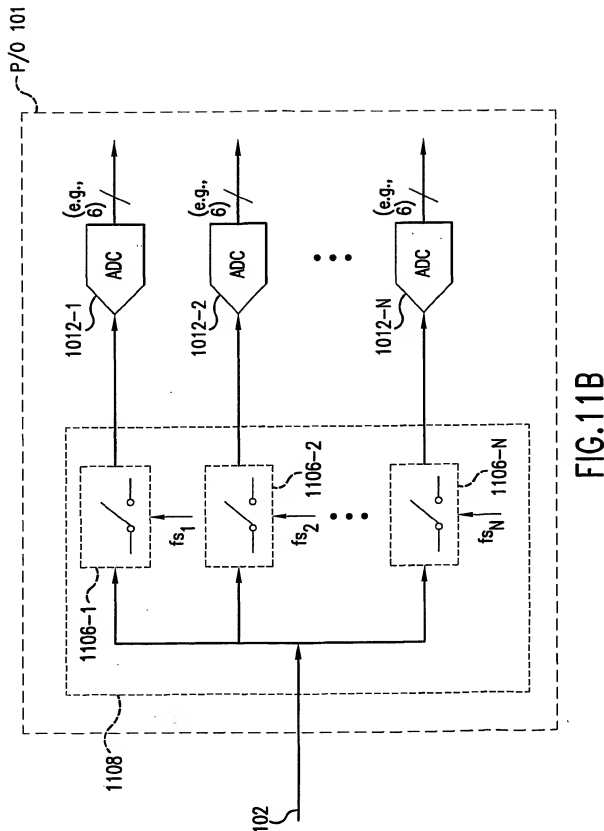 P/O 101
(e.g.,
6)
ADC
1012-1
(e.g.,
6)
ADC
1012-2
(e.g.,
6)
ADC
1012-N
1106-1
fs1
1106-2
fs2
1106-N
fsN
1108
102
FIG.11B